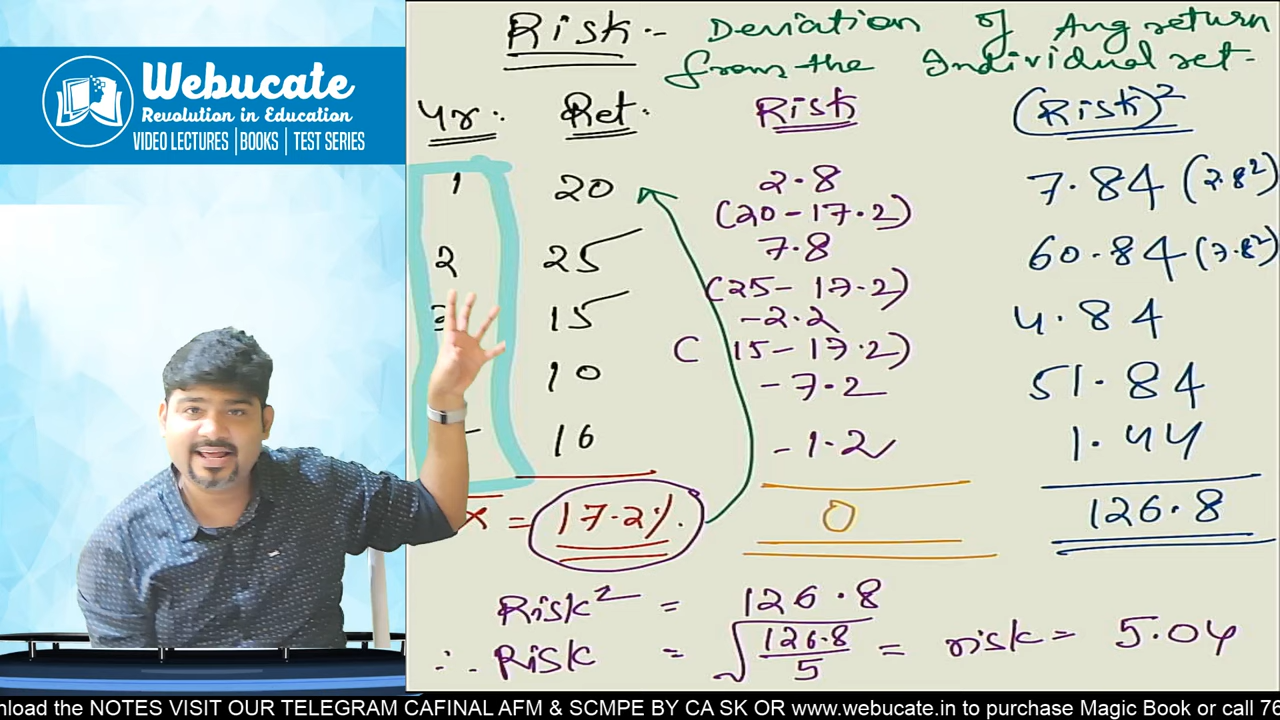 Webucate
Revolution in Education
VIDEO LECTURES | BOOKS | TEST SERIES
Risk :- Deviation of Avg return
from the Individual ret.
Yr. Ret. Risk (Risk)²
1 20 2.8 7.84 (2.8²)
(20-17.2)
2 25 7.8 60.84 (7.8²)
(25-17.2)
15 -2.2 4.84
(15-17.2)
10 -7.2 51.84
16 -1.2 1.44
= 17.2%. 0 126.8
Risk² = 126.8
∴ Risk = √126.8/5 = risk = 5.04
nload the NOTES VISIT OUR TELEGRAM CAFINAL AFM & SCMPE BY CA SK OR www.webucate.in to purchase Magic Book or call 76